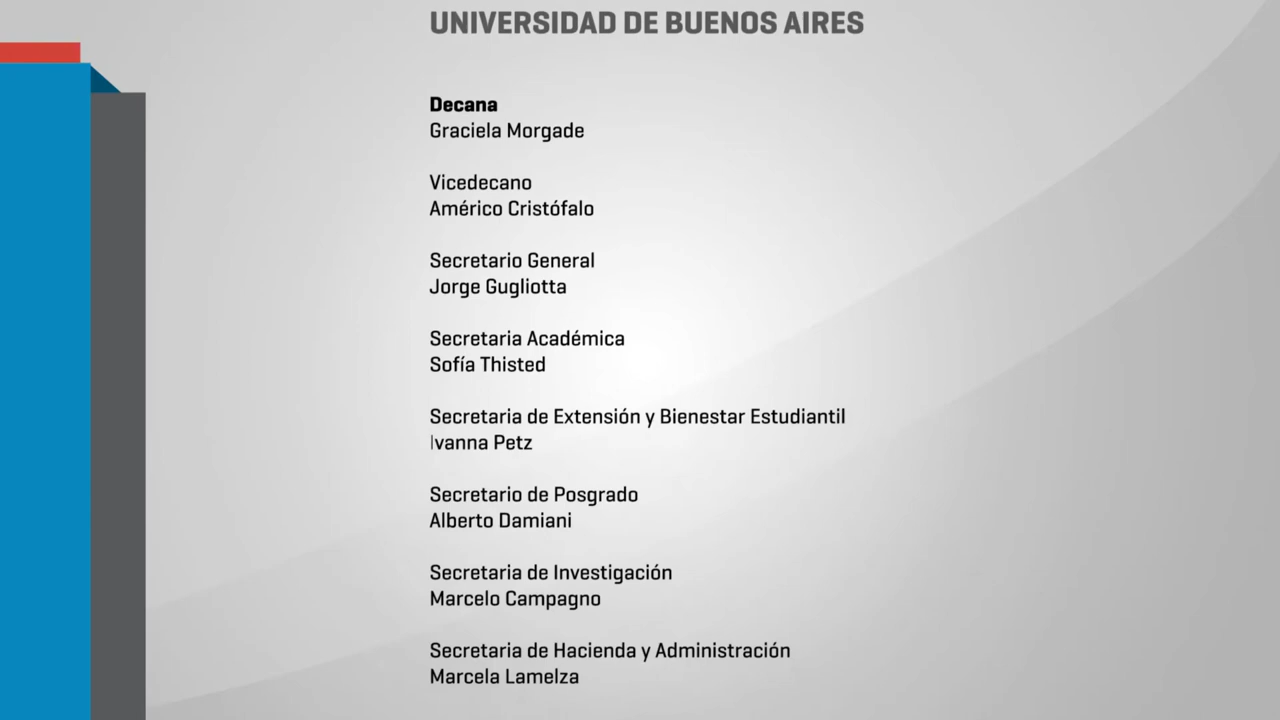 UNIVERSIDAD DE BUENOS AIRES
Decana
Graciela Morgade
Vicedecano
Américo Cristófalo
Secretario General
Jorge Gugliotta
Secretaria Académica
Sofía Thisted
Secretaria de Extensión y Bienestar Estudiantil
Ivanna Petz
Secretario de Posgrado
Alberto Damiani
Secretaria de Investigación
Marcelo Campagno
Secretaria de Hacienda y Administración
Marcela Lamelza